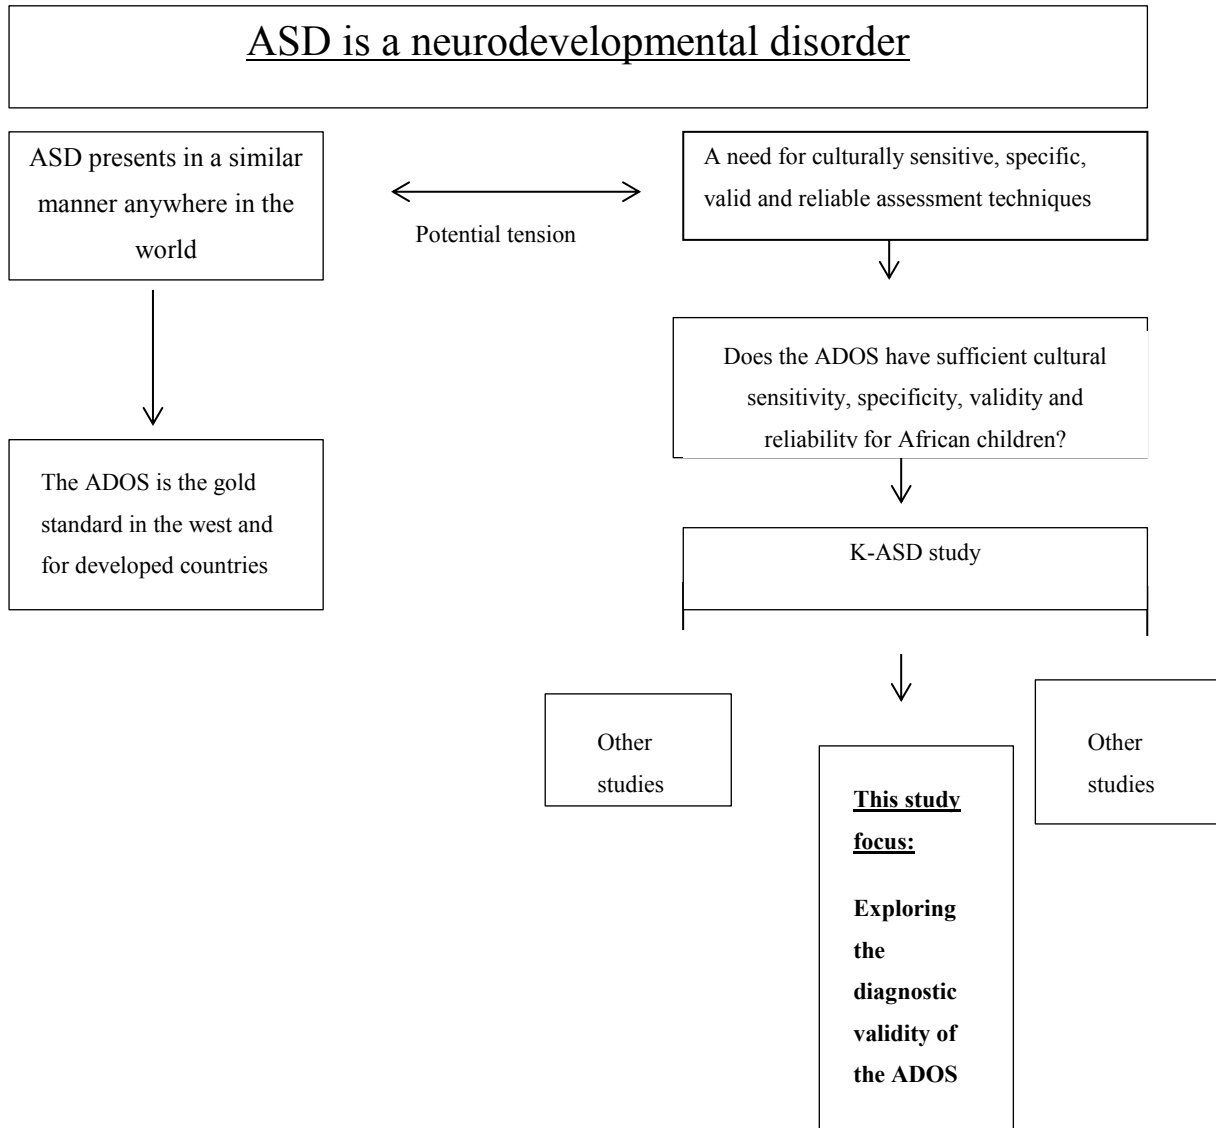 ASD is a neurodevelopmental disorder
ASD presents in a similar
manner anywhere in the
world
Potential tension
A need for culturally sensitive, specific,
valid and reliable assessment techniques
The ADOS is the gold
standard in the west and
for developed countries
Does the ADOS have sufficient cultural
sensitivity, specificity, validity and
reliability for African children?
K-ASD study
Other
studies
This study
focus:
Exploring
the
diagnostic
validity of
the ADOS
Other
studies